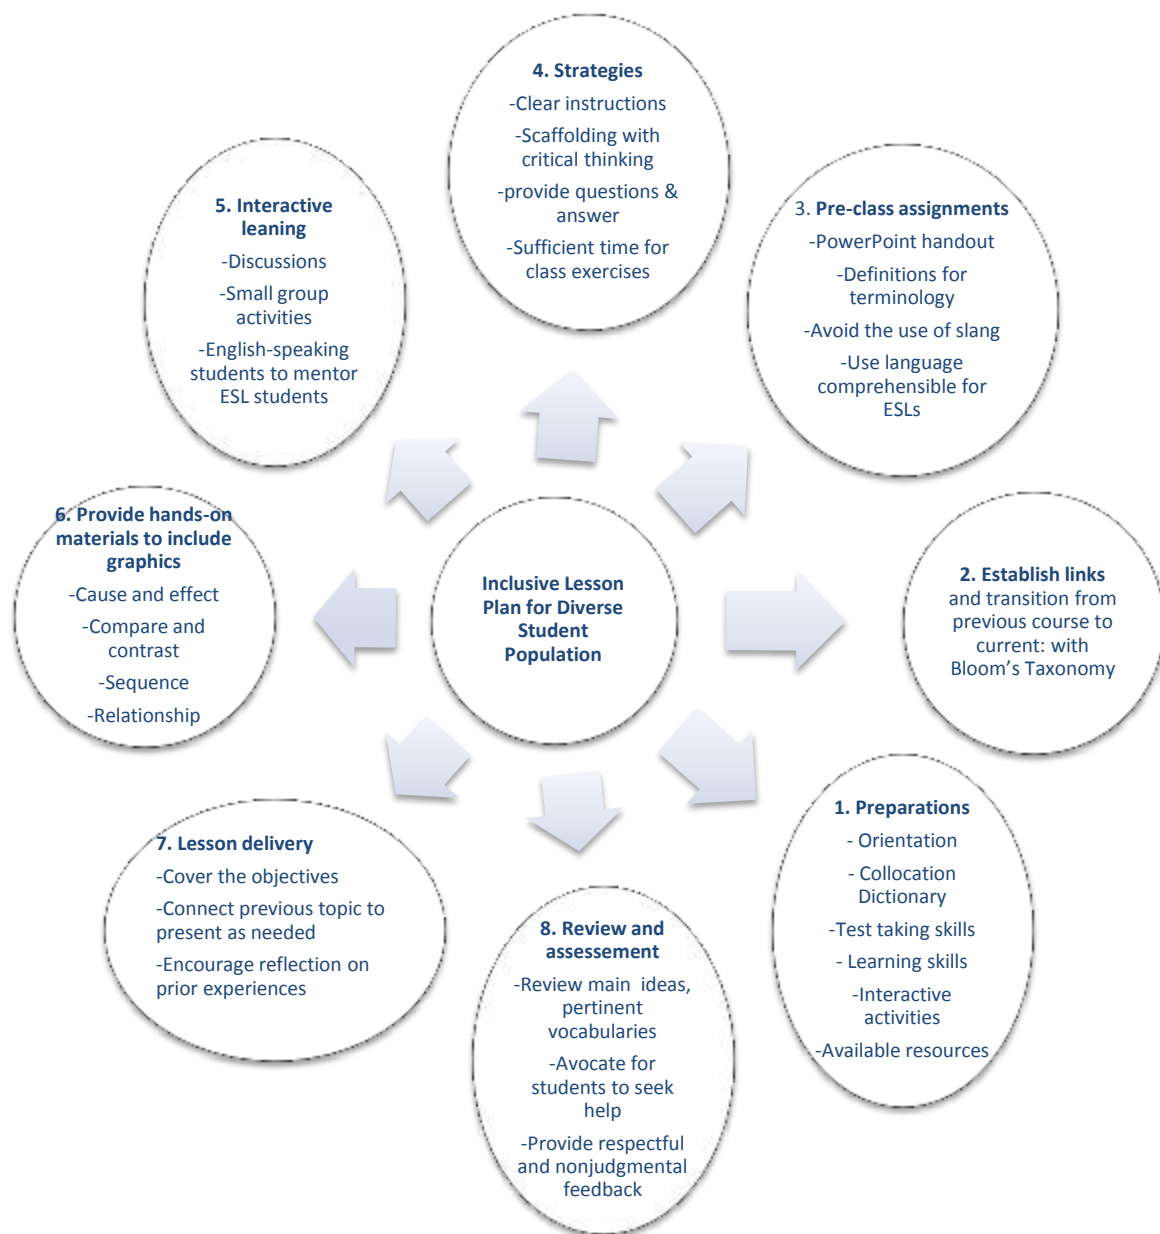 4. Strategies
-Clear instructions
-Scaffolding with
critical thinking
-provide questions &
answer
-Sufficient time for
class exercises
5. Interactive
leaning
-Discussions
-Small group
activities
-English-speaking
students to mentor
ESL students
3. Pre-class assignments
-PowerPoint handout
-Definitions for
terminology
-Avoid the use of slang
-Use language
comprehensible for
ESLs
6. Provide hands-on
materials to include
graphics
-Cause and effect
-Compare and
contrast
-Sequence
-Relationship
Inclusive Lesson
Plan for Diverse
Student
Population
2. Establish links
and transition from
previous course to
current: with
Bloom's Taxonomy
7. Lesson delivery
-Cover the objectives
-Connect previous topic to
present as needed
-Encourage reflection on
prior experiences
8. Review and
assessement
-Review main ideas,
pertinent
vocabularies
-Avocate for
students to seek
help
-Provide respectful
and nonjudgmental
feedback
1. Preparations
- Orientation
- Collocation
Dictionary
-Test taking skills
- Learning skills
-Interactive
activities
-Available resources